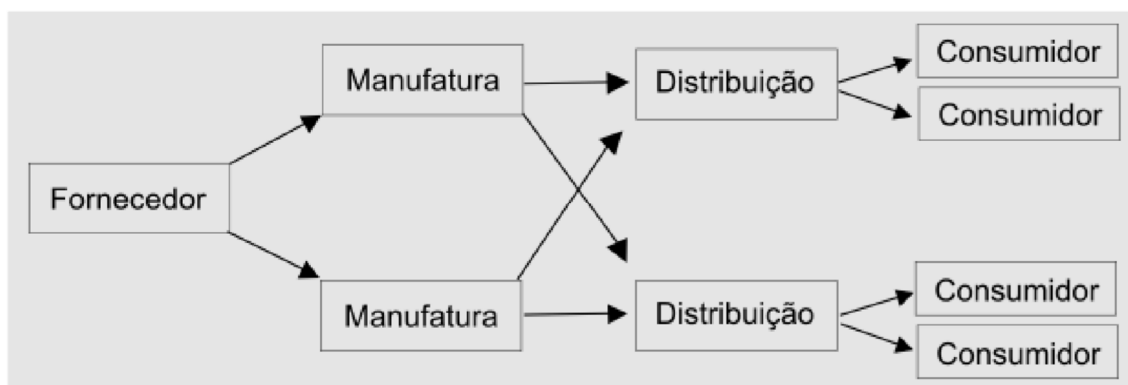 Fornecedor
Manufatura
Manufatura
Distribuição
Distribuição
Consumidor
Consumidor
Consumidor
Consumidor